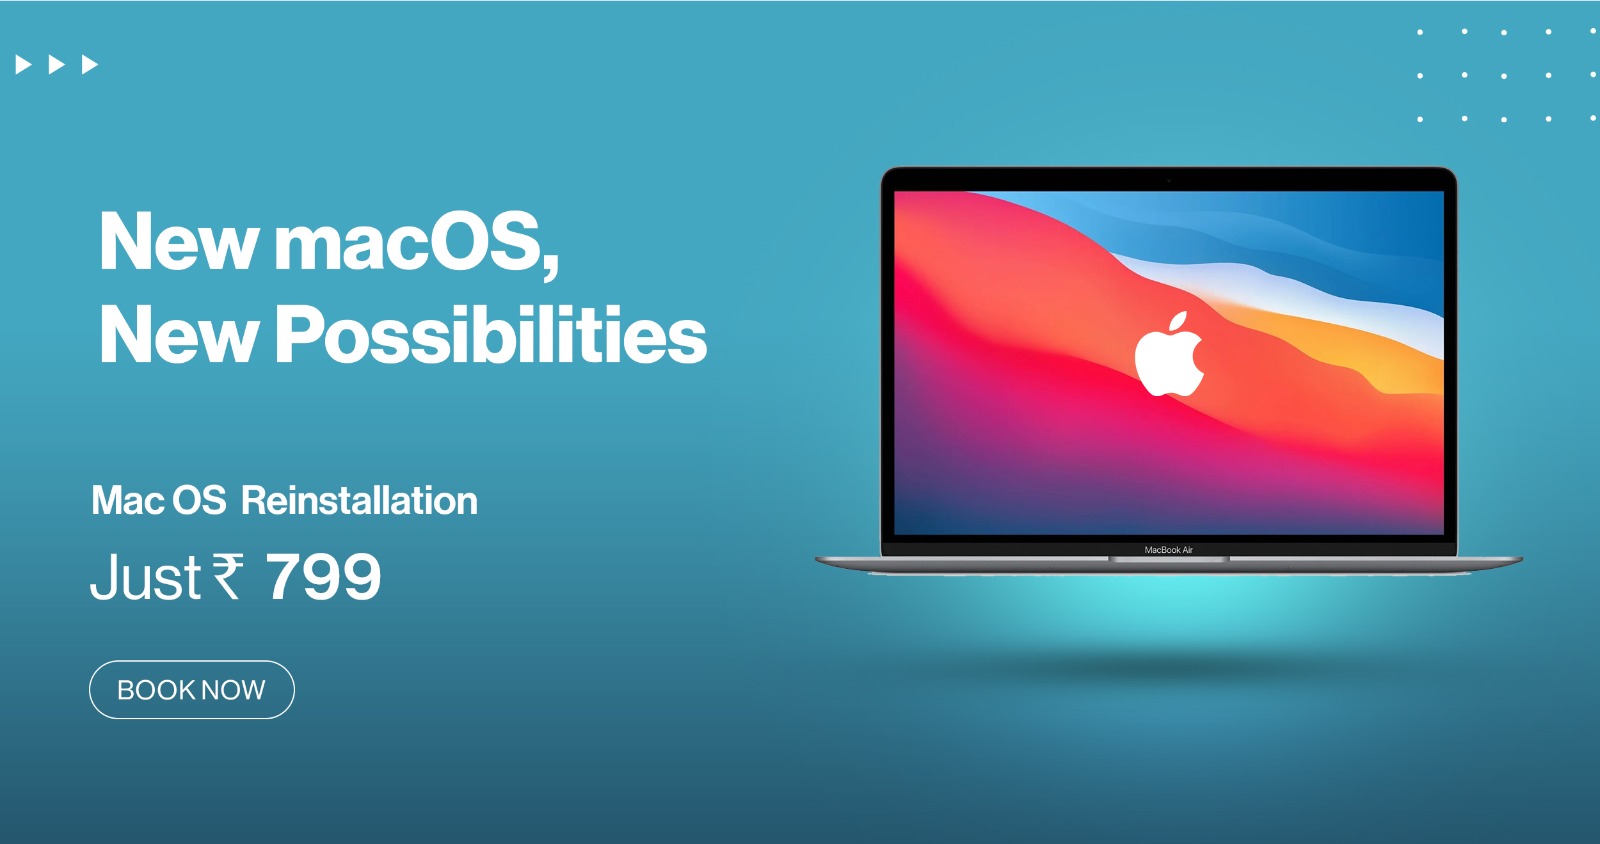 New macOS,
New Possibilities
Mac OS Reinstallation
Just ₹ 799
BOOK NOW
MacBook Air